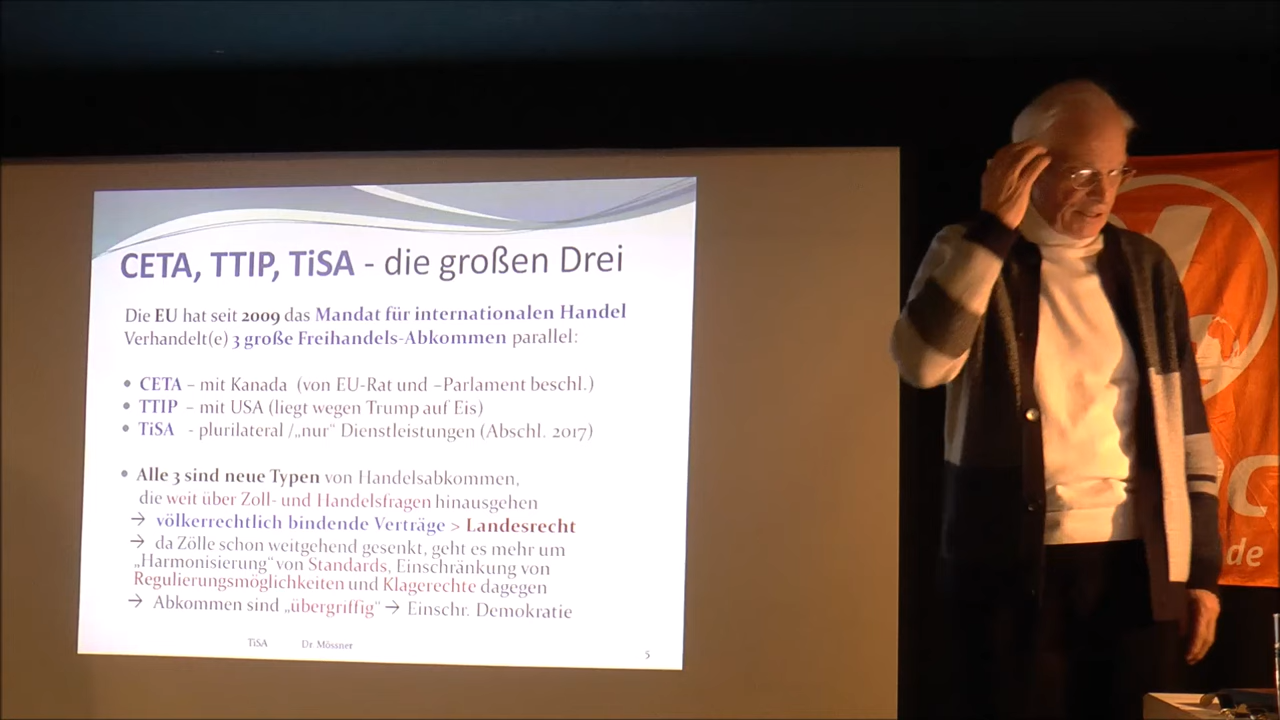 CETA, TTIP, TiSA - die großen Drei
Die EU hat seit 2009 das Mandat für internationalen Handel
Verhandelt(e) 3 große Freihandels-Abkommen parallel:
• CETA – mit Kanada (von EU-Rat und –Parlament beschl.)
• TTIP – mit USA (liegt wegen Trump auf Eis)
• TiSA - plurilateral /„nur" Dienstleistungen (Abschl. 2017)
• Alle 3 sind neue Typen von Handelsabkommen,
die weit über Zoll- und Handelsfragen hinausgehen
→ völkerrechtlich bindende Verträge > Landesrecht
→ da Zölle schon weitgehend gesenkt, geht es mehr um
„Harmonisierung" von Standards, Einschränkung von
Regulierungsmöglichkeiten und Klagerechte dagegen
→ Abkommen sind „übergriffig" → Einschr. Demokratie
TiSA Dr. Mössner 5
de